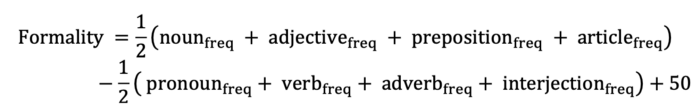 Formality = 1/2 (noun_freq + adjective_freq + preposition_freq + article_freq)
− 1/2 ( pronoun_freq + verb_freq + adverb_freq + interjection_freq) + 50